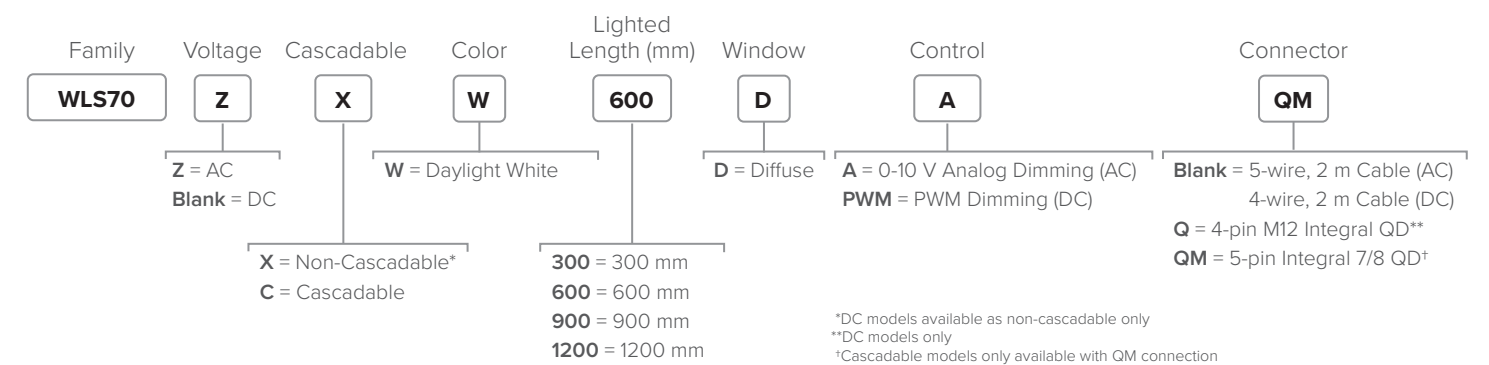 Family
Voltage
Cascadable
Color
Lighted
Length (mm)
Window
Control
Connector
WLS70
Z
X
W
600
D
A
QM
Z = AC
Blank = DC
X = Non-Cascadable*
C = Cascadable
W = Daylight White
300 = 300 mm
600 = 600 mm
900 = 900 mm
1200 = 1200 mm
D = Diffuse
A = 0-10 V Analog Dimming (AC)
PWM = PWM Dimming (DC)
Blank = 5-wire, 2 m Cable (AC)
4-wire, 2 m Cable (DC)
Q = 4-pin M12 Integral QD**
QM = 5-pin Integral 7/8 QD†
*DC models available as non-cascadable only
**DC models only
†Cascadable models only available with QM connection